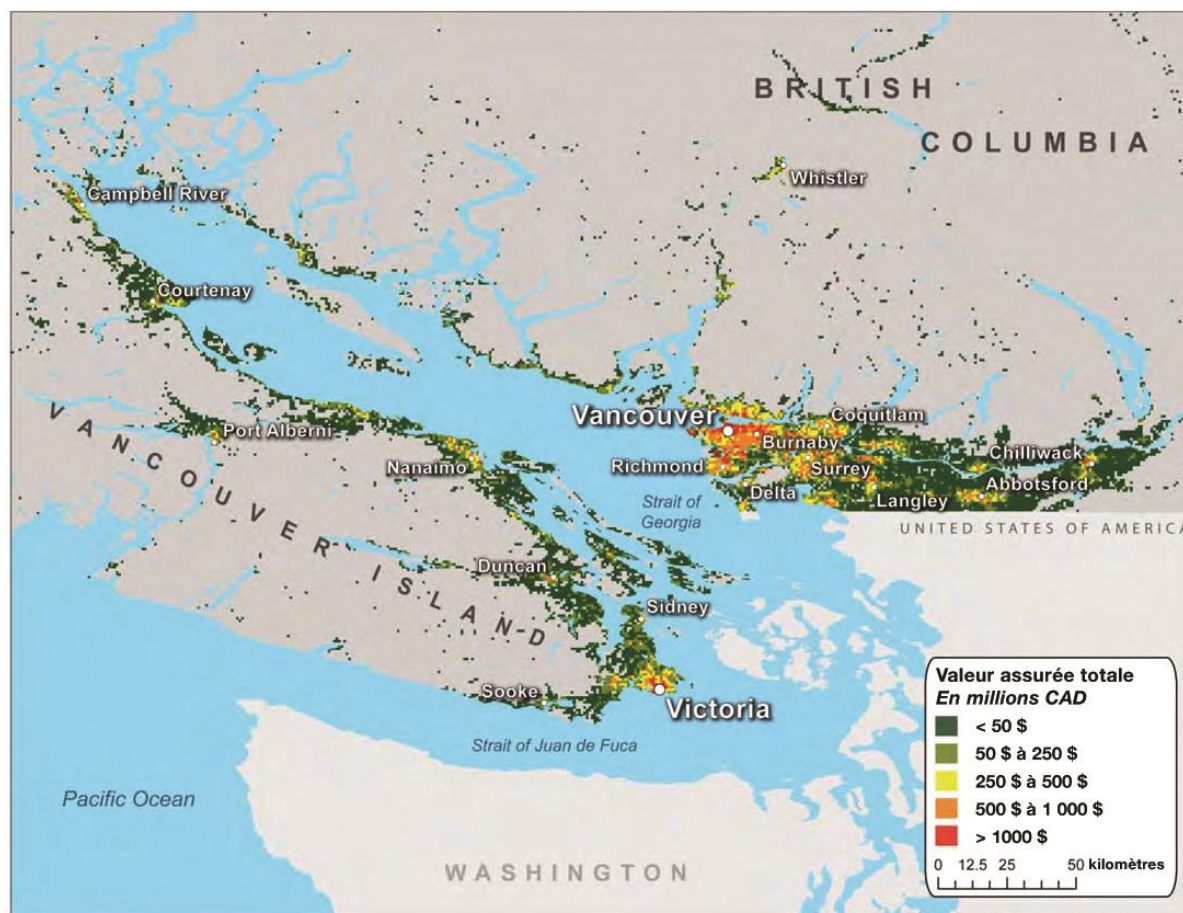 BRITISH
COLUMBIA
Whistler
Campbell River
Courtenay
VANCOUVER ISLAND
Port Alberni
Nanaimo
Vancouver
Coquitlam
Burnaby
Richmond
Surrey
Chilliwack
Abbotsford
Delta
Langley
Strait of
Georgia
UNITED STATES OF AMERICA
Duncan
Sidney
Sooke
Victoria
Strait of Juan de Fuca
Pacific Ocean
WASHINGTON
Valeur assurée totale
En millions CAD
< 50 $
50 $ à 250 $
250 $ à 500 $
500 $ à 1 000 $
> 1000 $
0 12.5 25 50 kilomètres